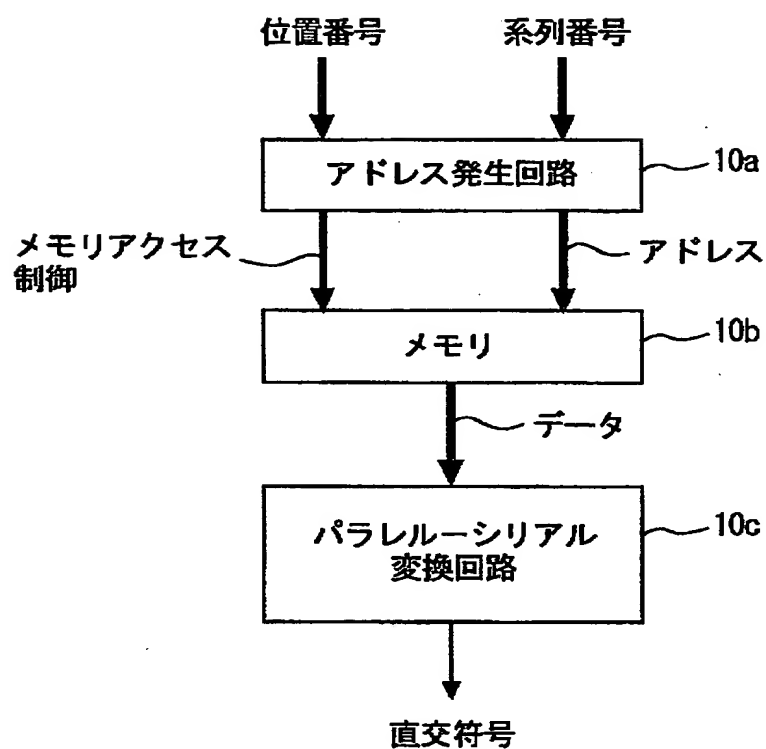 位置番号
系列番号
アドレス発生回路
10a
メモリアクセス
制御
アドレス
メモリ
10b
データ
パラレルーシリアル
変換回路
10c
直交符号